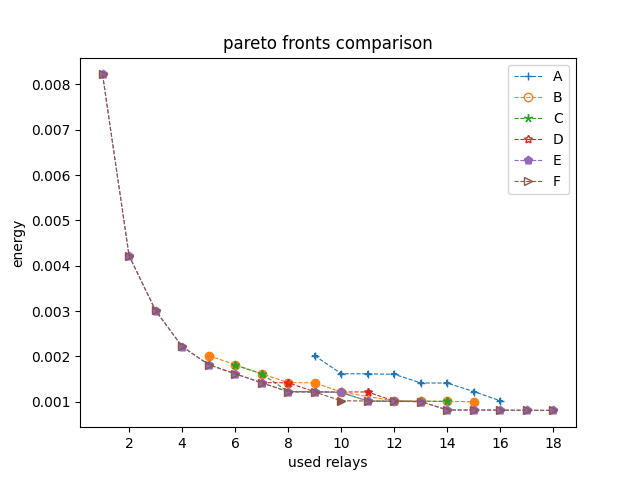 pareto fronts comparison
A
B
C
D
E
F
0.008
0.007
0.006
0.005
0.004
0.003
0.002
0.001
energy
2 4 6 8 10 12 14 16 18
used relays